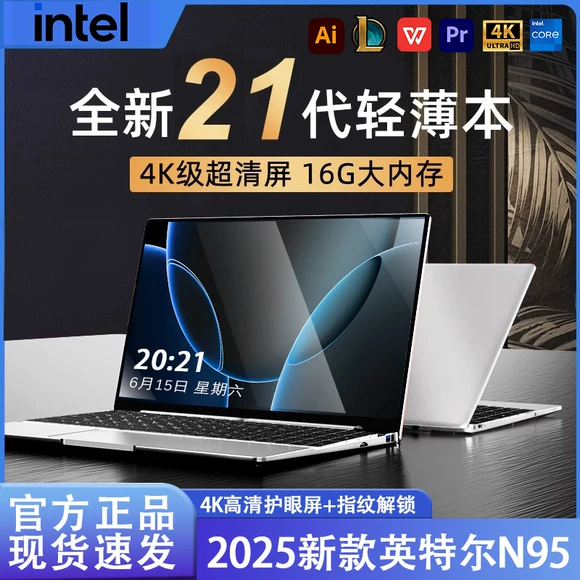 intel
Ai W Pr 4K ULTRA HD intel CORE
全新21代轻薄本
4K级超清屏 16G大内存
20:21
6月15日 星期六
4K高清护眼屏+指纹解锁
官方正品
现货速发
2025新款英特尔N95